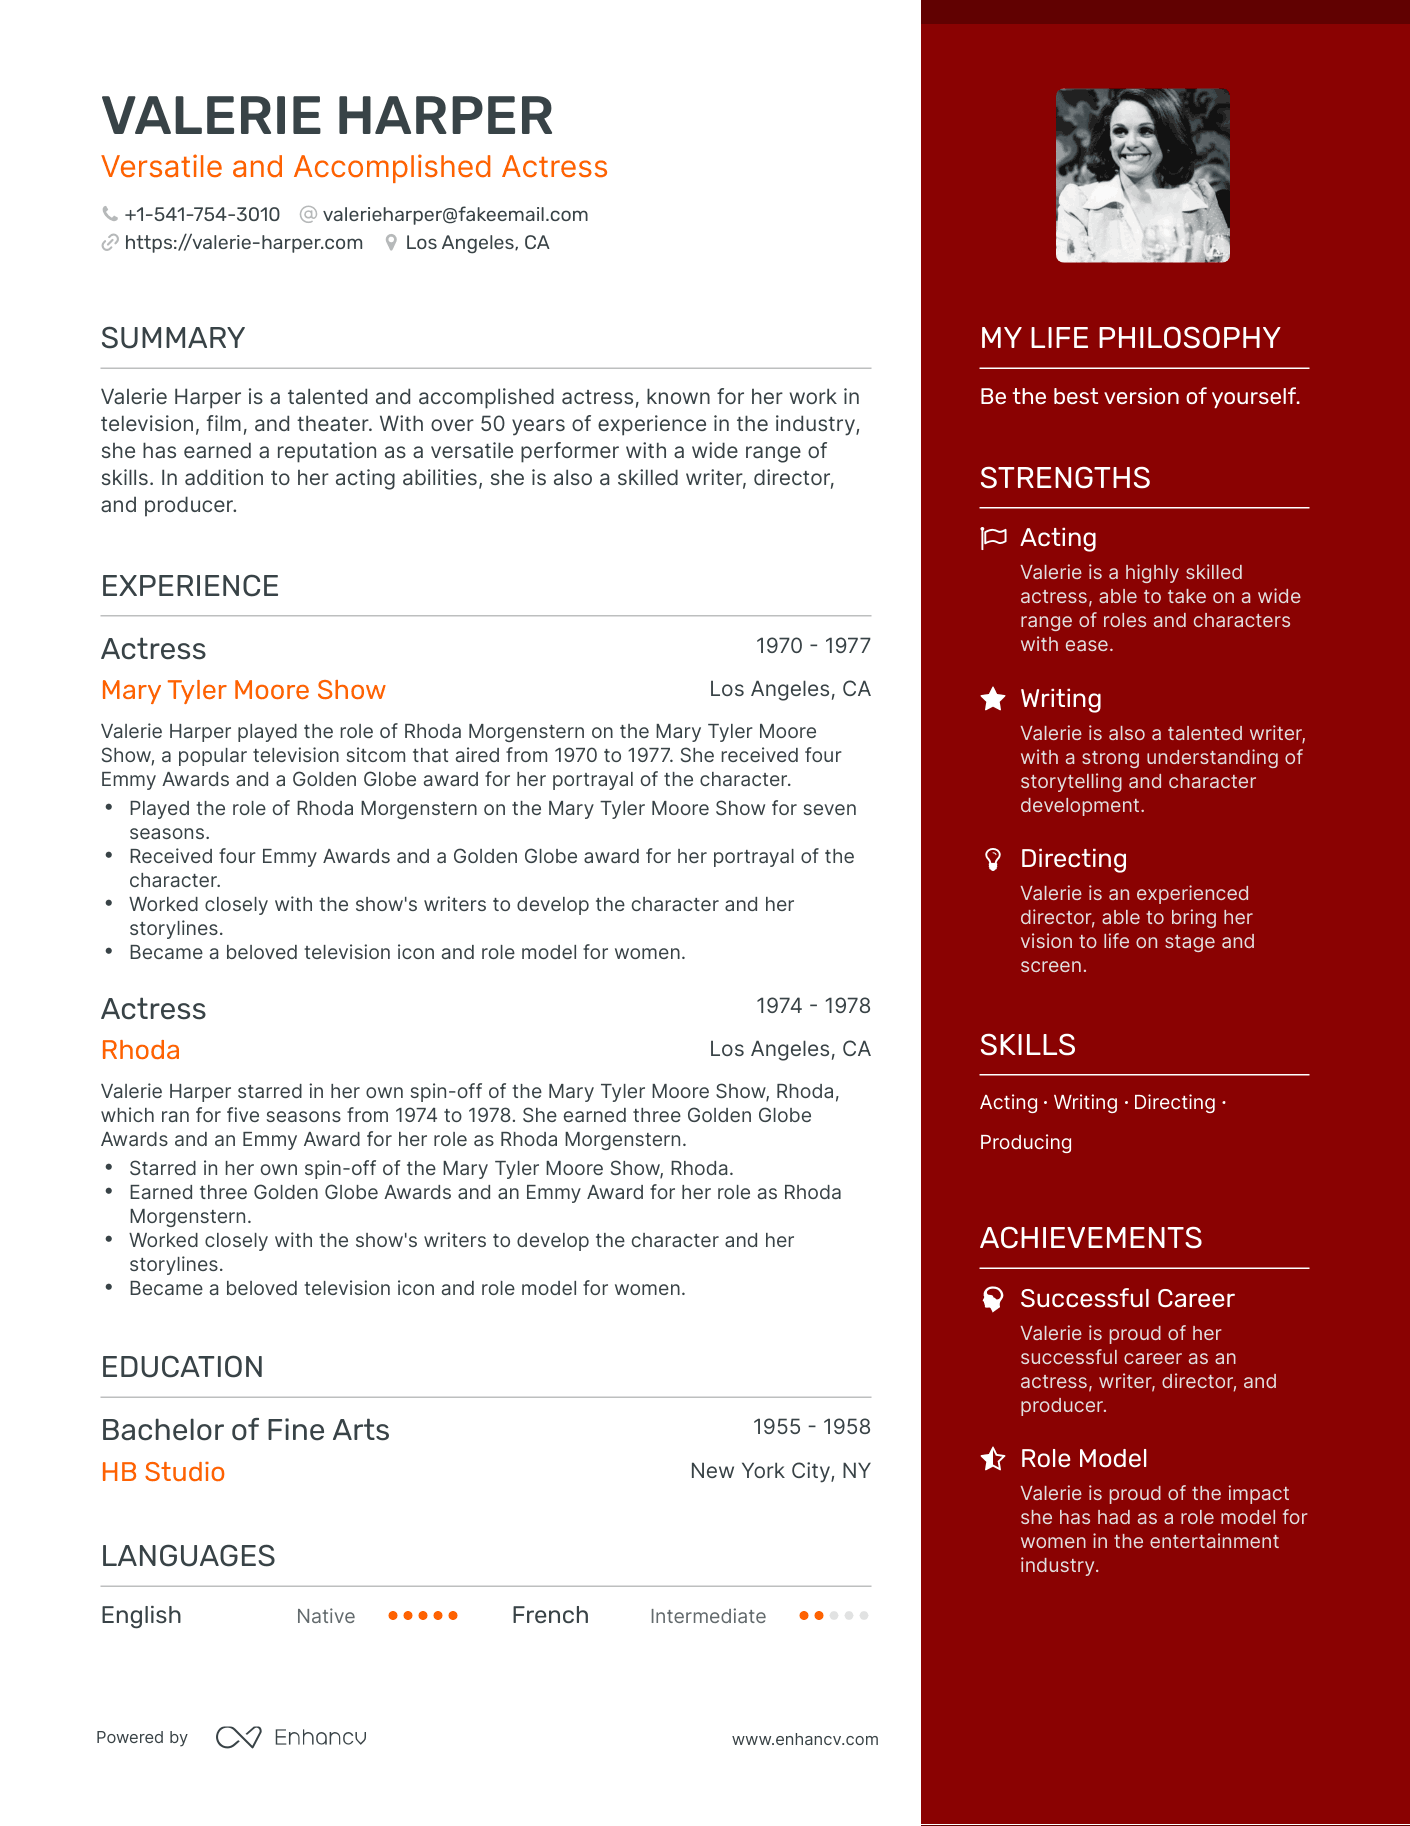 VALERIE HARPER
Versatile and Accomplished Actress
+1-541-754-3010 valerieharper@fakeemail.com
https://valerie-harper.com Los Angeles, CA
SUMMARY
Valerie Harper is a talented and accomplished actress, known for her work in
television, film, and theater. With over 50 years of experience in the industry,
she has earned a reputation as a versatile performer with a wide range of
skills. In addition to her acting abilities, she is also a skilled writer, director,
and producer.
EXPERIENCE
Actress 1970 - 1977
Mary Tyler Moore Show Los Angeles, CA
Valerie Harper played the role of Rhoda Morgenstern on the Mary Tyler Moore
Show, a popular television sitcom that aired from 1970 to 1977. She received four
Emmy Awards and a Golden Globe award for her portrayal of the character.
• Played the role of Rhoda Morgenstern on the Mary Tyler Moore Show for seven
seasons.
• Received four Emmy Awards and a Golden Globe award for her portrayal of the
character.
• Worked closely with the show's writers to develop the character and her
storylines.
• Became a beloved television icon and role model for women.
Actress 1974 - 1978
Rhoda Los Angeles, CA
Valerie Harper starred in her own spin-off of the Mary Tyler Moore Show, Rhoda,
which ran for five seasons from 1974 to 1978. She earned three Golden Globe
Awards and an Emmy Award for her role as Rhoda Morgenstern.
• Starred in her own spin-off of the Mary Tyler Moore Show, Rhoda.
• Earned three Golden Globe Awards and an Emmy Award for her role as Rhoda
Morgenstern.
• Worked closely with the show's writers to develop the character and her
storylines.
• Became a beloved television icon and role model for women.
EDUCATION
Bachelor of Fine Arts 1955 - 1958
HB Studio New York City, NY
LANGUAGES
English Native French Intermediate
Powered by Enhancv www.enhancv.com
MY LIFE PHILOSOPHY
Be the best version of yourself.
STRENGTHS
Acting
Valerie is a highly skilled
actress, able to take on a wide
range of roles and characters
with ease.
Writing
Valerie is also a talented writer,
with a strong understanding of
storytelling and character
development.
Directing
Valerie is an experienced
director, able to bring her
vision to life on stage and
screen.
SKILLS
Acting · Writing · Directing ·
Producing
ACHIEVEMENTS
Successful Career
Valerie is proud of her
successful career as an
actress, writer, director, and
producer.
Role Model
Valerie is proud of the impact
she has had as a role model for
women in the entertainment
industry.